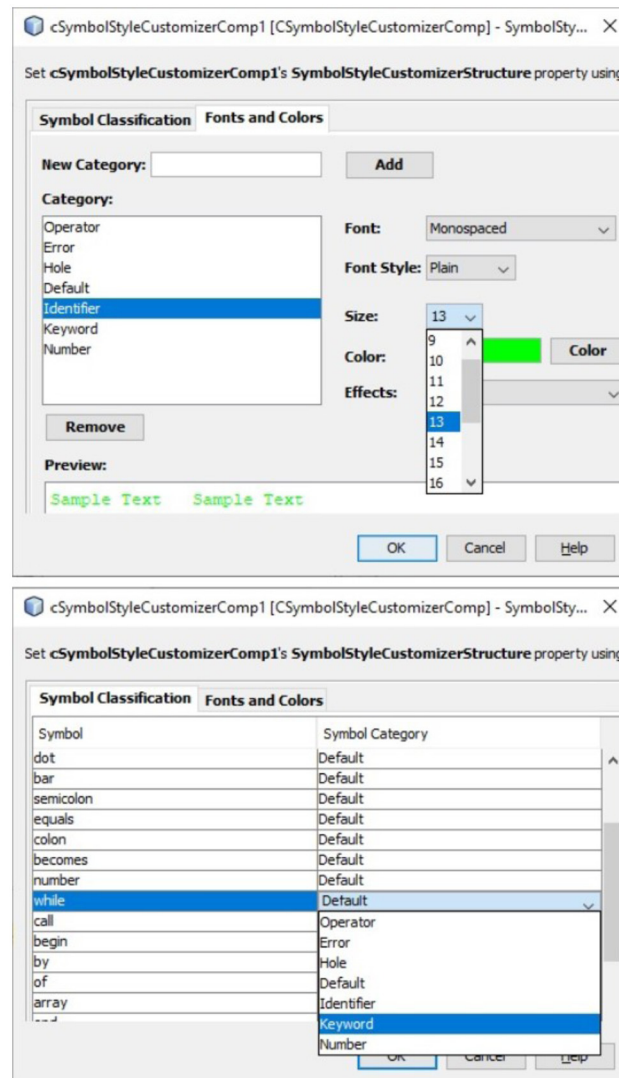 cSymbolStyleCustomizerComp1 [CSymbolStyleCustomizerComp] - SymbolSty...
Set cSymbolStyleCustomizerComp1's SymbolStyleCustomizerStructure property using
Symbol Classification Fonts and Colors
New Category: Add
Category:
Operator Font: Monospaced
Error
Hole Font Style: Plain
Default
Identifier Size: 13
Keyword 9
Number Color: 10 Color
11
Effects: 12
Remove 13
14
Preview: 15
16
Sample Text Sample Text
OK Cancel Help
cSymbolStyleCustomizerComp1 [CSymbolStyleCustomizerComp] - SymbolSty...
Set cSymbolStyleCustomizerComp1's SymbolStyleCustomizerStructure property using
Symbol Classification Fonts and Colors
Symbol Symbol Category
dot Default
bar Default
semicolon Default
equals Default
colon Default
becomes Default
number Default
while Default
call Operator
begin Error
by Hole
of Default
array Identifier
Keyword
Number